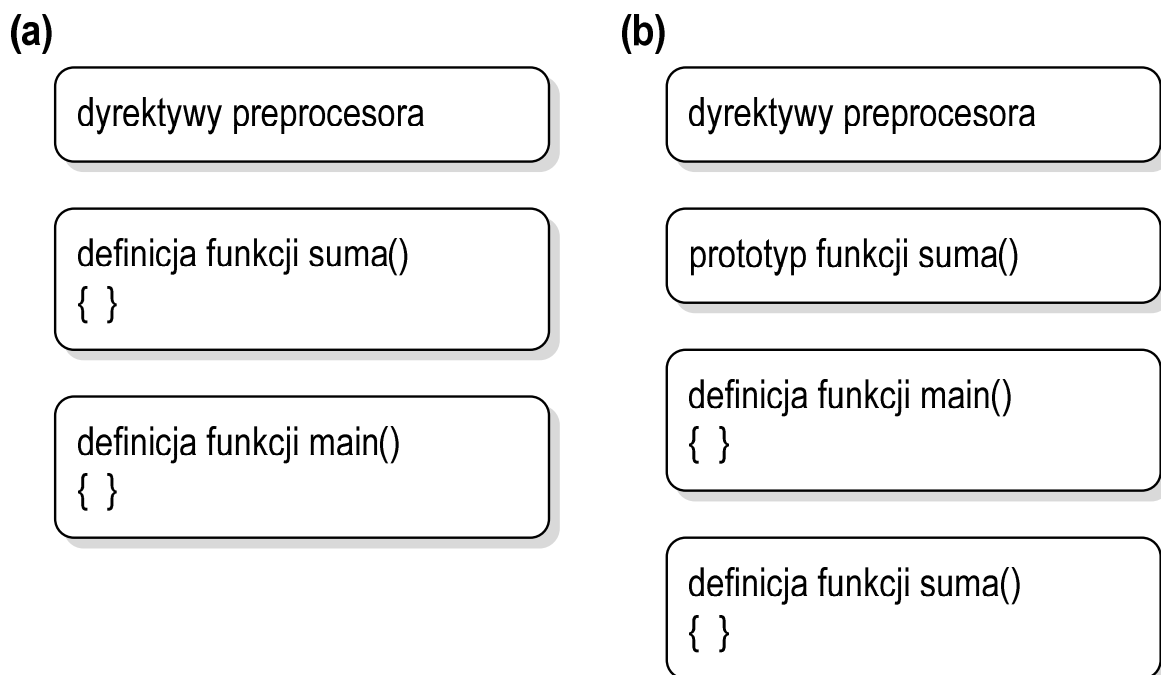 (a)
dyrektywy preprocesora
definicja funkcji suma()
{ }
definicja funkcji main()
{ }
(b)
dyrektywy preprocesora
prototyp funkcji suma()
definicja funkcji main()
{ }
definicja funkcji suma()
{ }